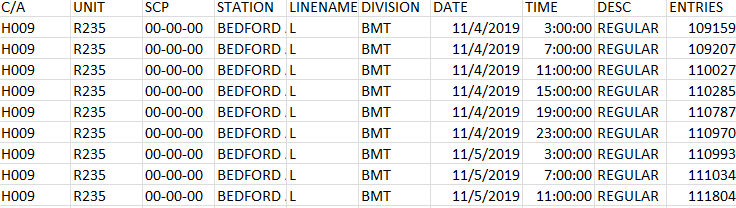 C/A UNIT SCP STATION LINENAME DIVISION DATE TIME DESC ENTRIES
H009 R235 00-00-00 BEDFORD L BMT 11/4/2019 3:00:00 REGULAR 109159
H009 R235 00-00-00 BEDFORD L BMT 11/4/2019 7:00:00 REGULAR 109207
H009 R235 00-00-00 BEDFORD L BMT 11/4/2019 11:00:00 REGULAR 110027
H009 R235 00-00-00 BEDFORD L BMT 11/4/2019 15:00:00 REGULAR 110285
H009 R235 00-00-00 BEDFORD L BMT 11/4/2019 19:00:00 REGULAR 110787
H009 R235 00-00-00 BEDFORD L BMT 11/4/2019 23:00:00 REGULAR 110970
H009 R235 00-00-00 BEDFORD L BMT 11/5/2019 3:00:00 REGULAR 110993
H009 R235 00-00-00 BEDFORD L BMT 11/5/2019 7:00:00 REGULAR 111034
H009 R235 00-00-00 BEDFORD L BMT 11/5/2019 11:00:00 REGULAR 111804